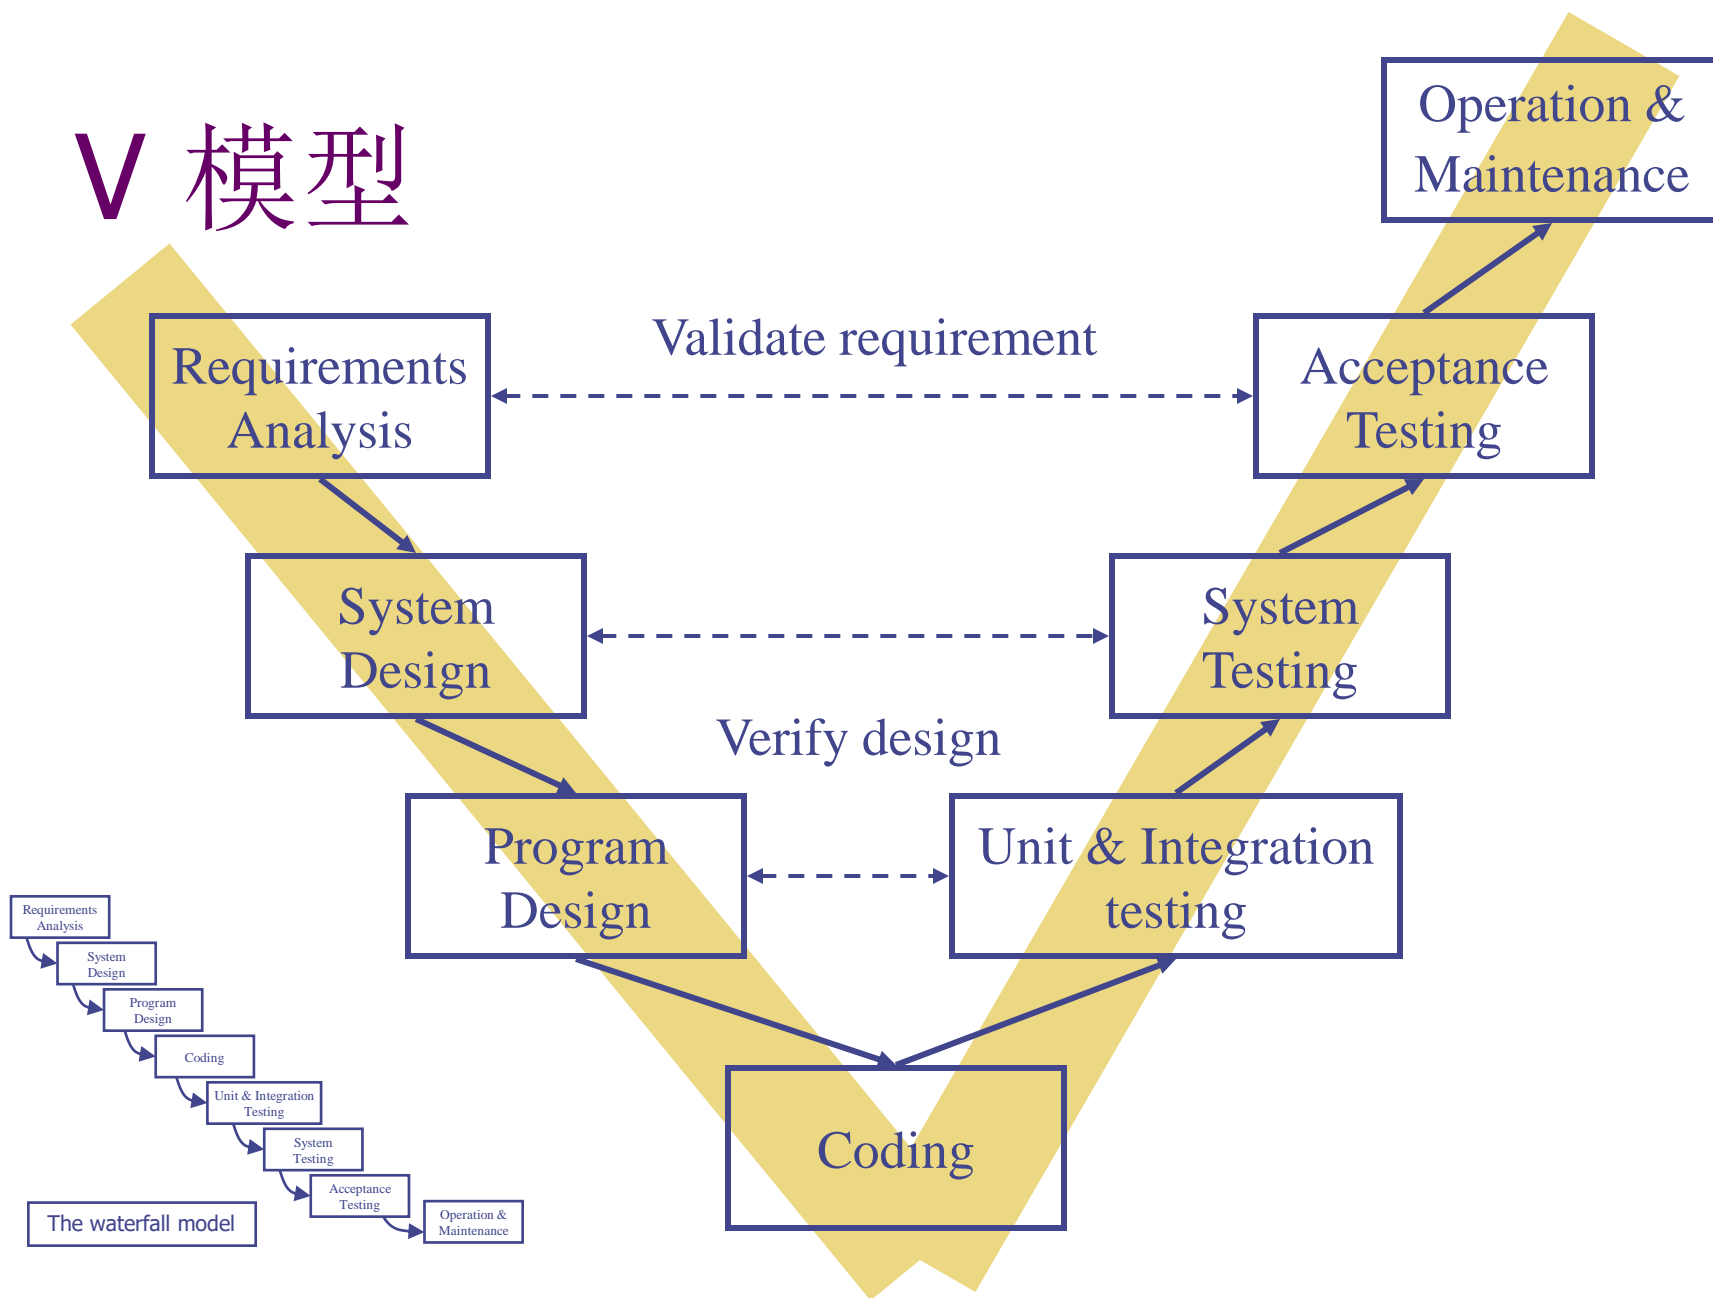 V 模型
Operation &
Maintenance
Requirements
Analysis
Validate requirement
Acceptance
Testing
System
Design
System
Testing
Verify design
Program
Design
Unit & Integration
testing
Coding
Requirements
Analysis
System
Design
Program
Design
Coding
Unit & Integration
Testing
System
Testing
Acceptance
Testing
Operation &
Maintenance
The waterfall model